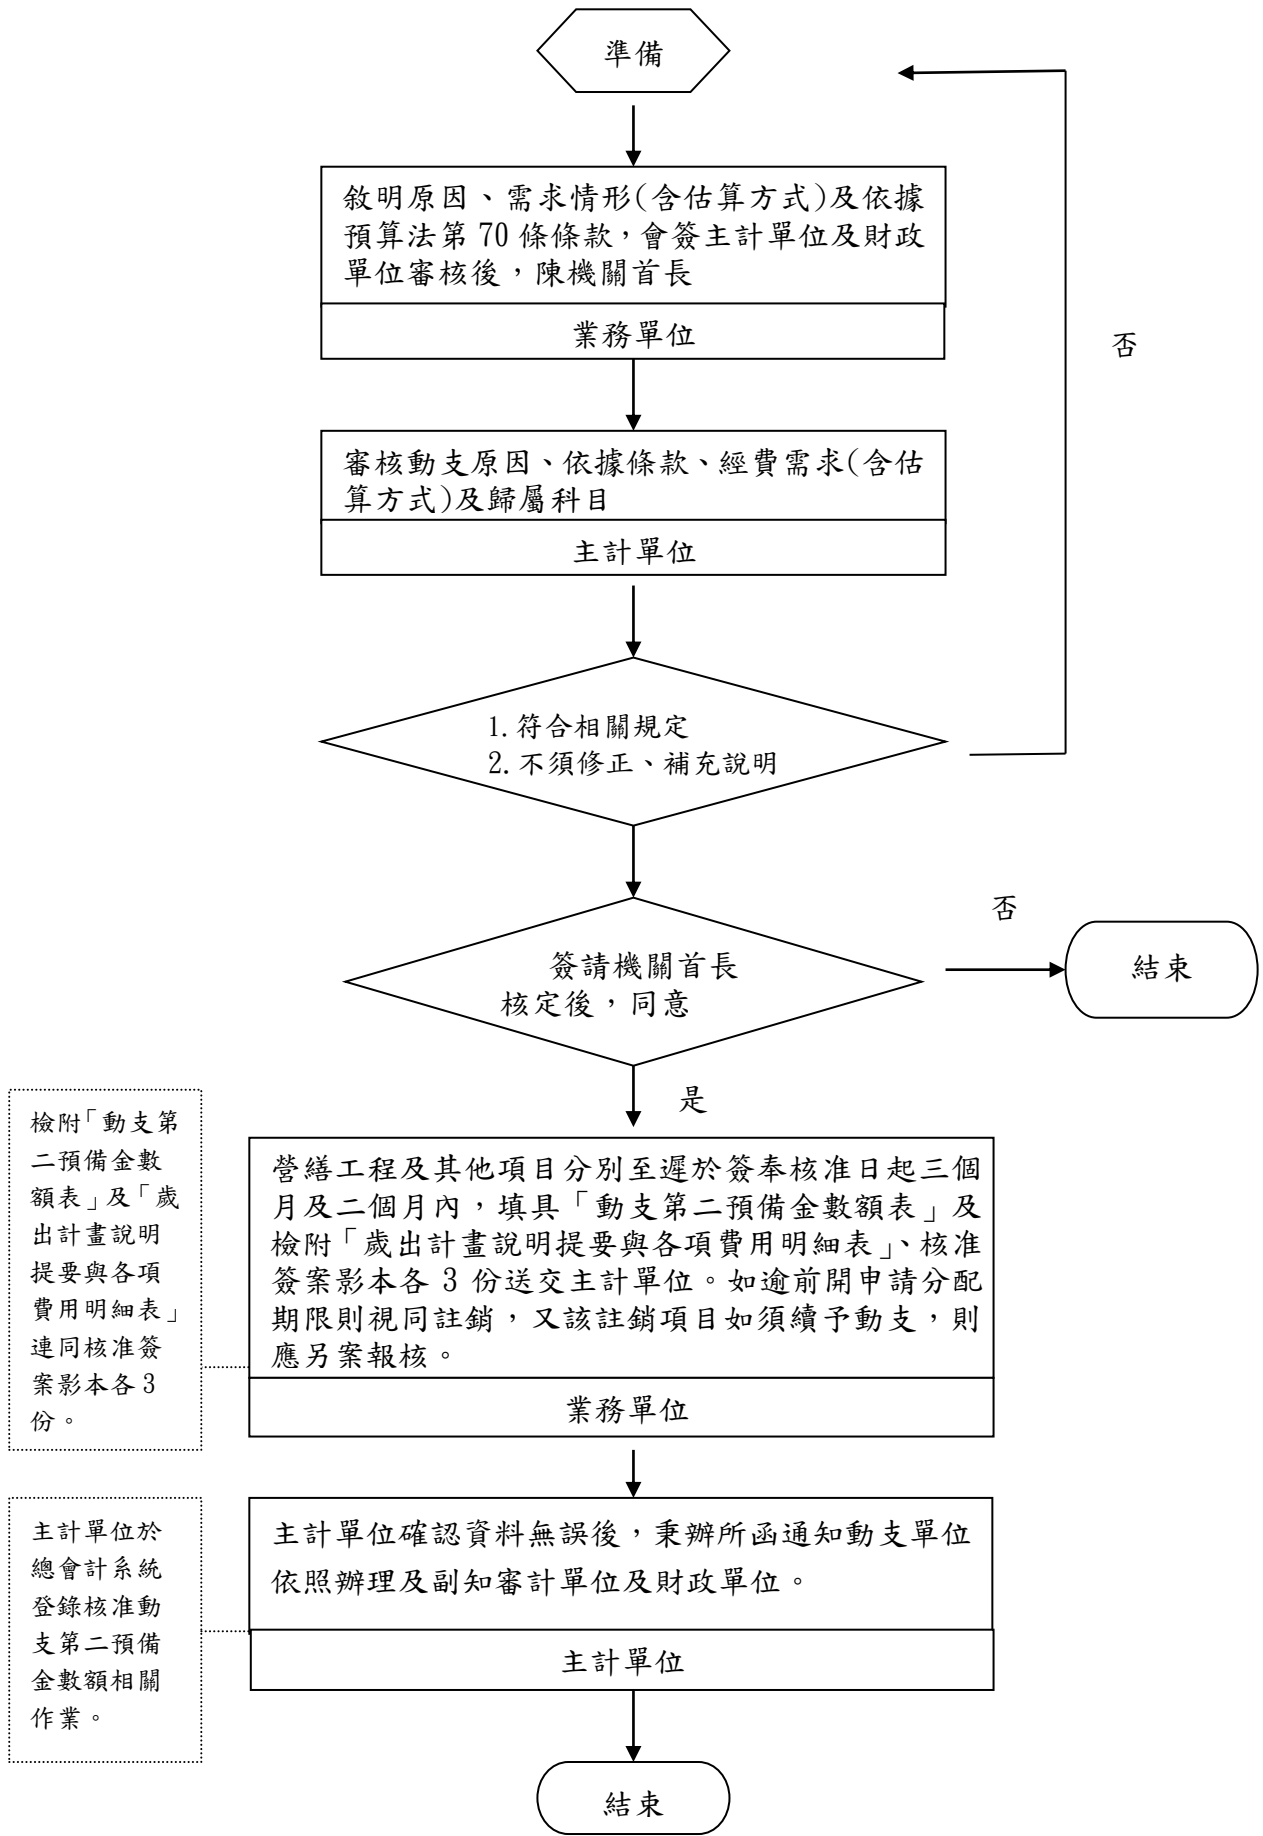 準備
敘明原因、需求情形(含估算方式)及依據
預算法第 70 條條款，會簽主計單位及財政
單位審核後，陳機關首長
業務單位
否
審核動支原因、依據條款、經費需求(含估
算方式)及歸屬科目
主計單位
1.符合相關規定
2.不須修正、補充說明
否
簽請機關首長
核定後，同意
結束
是
檢附「動支第
二預備金數
額表」及「歲
出計畫說明
提要與各項
費用明細表」
連同核准簽
案影本各 3
份。
營繕工程及其他項目分別至遲於簽奉核准日起三個
月及二個月內，填具「動支第二預備金數額表」及
檢附「歲出計畫說明提要與各項費用明細表」、核准
簽案影本各 3 份送交主計單位。如逾前開申請分配
期限則視同註銷，又該註銷項目如須續予動支，則
應另案報核。
業務單位
主計單位於
總會計系統
登錄核准動
支第二預備
金數額相關
作業。
主計單位確認資料無誤後，秉辦所函通知動支單位
依照辦理及副知審計單位及財政單位。
主計單位
結束